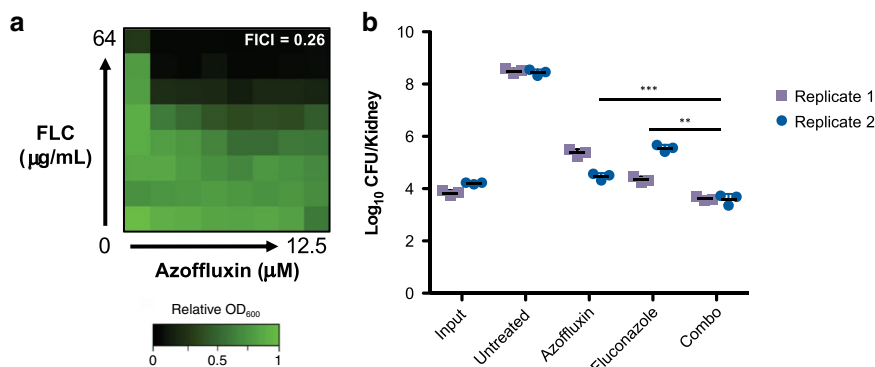 a
64
FICI = 0.26
FLC
(μg/mL)
0
12.5
Azoffluxin (μM)
Relative OD600
0
0.5
1
b
10
8
6
4
2
0
Log10 CFU/Kidney
***
**
Input
Untreated
Azoffluxin
Fluconazole
Combo
Replicate 1
Replicate 2